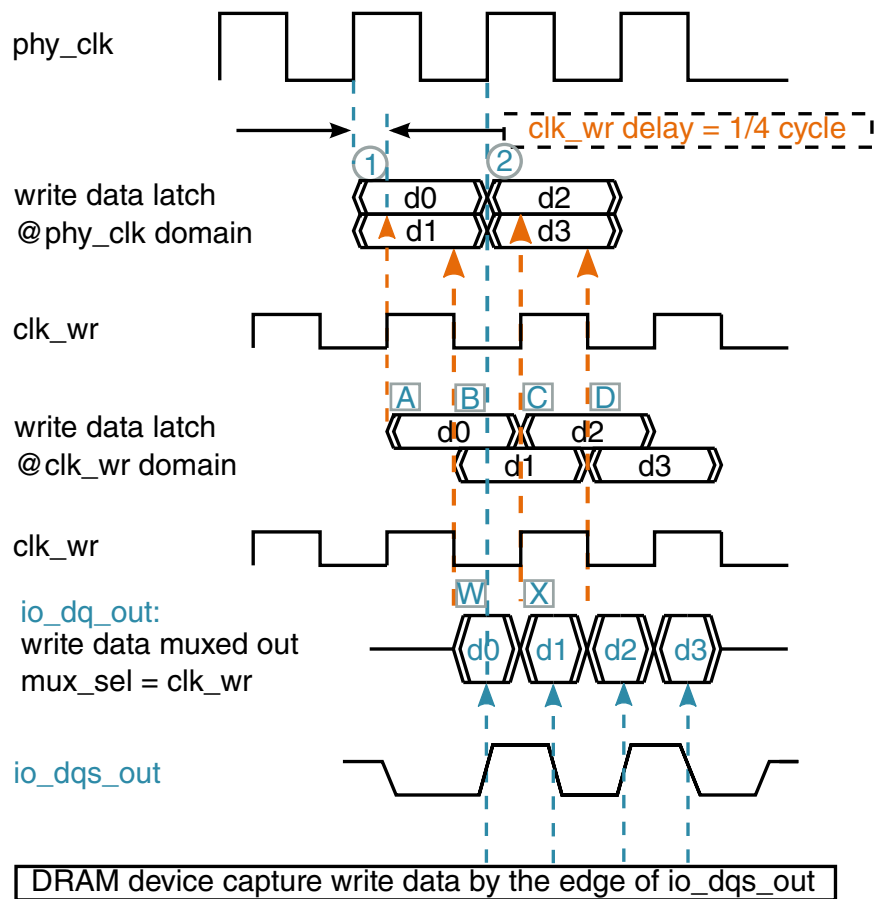 phy_clk
clk_wr delay = 1/4 cycle
1 2
write data latch
@phy_clk domain
d0 d2
d1 d3
clk_wr
A B C D
write data latch
@clk_wr domain
d0 d2
d1 d3
clk_wr
W X
io_dq_out:
write data muxed out
mux_sel = clk_wr
d0 d1 d2 d3
io_dqs_out
DRAM device capture write data by the edge of io_dqs_out